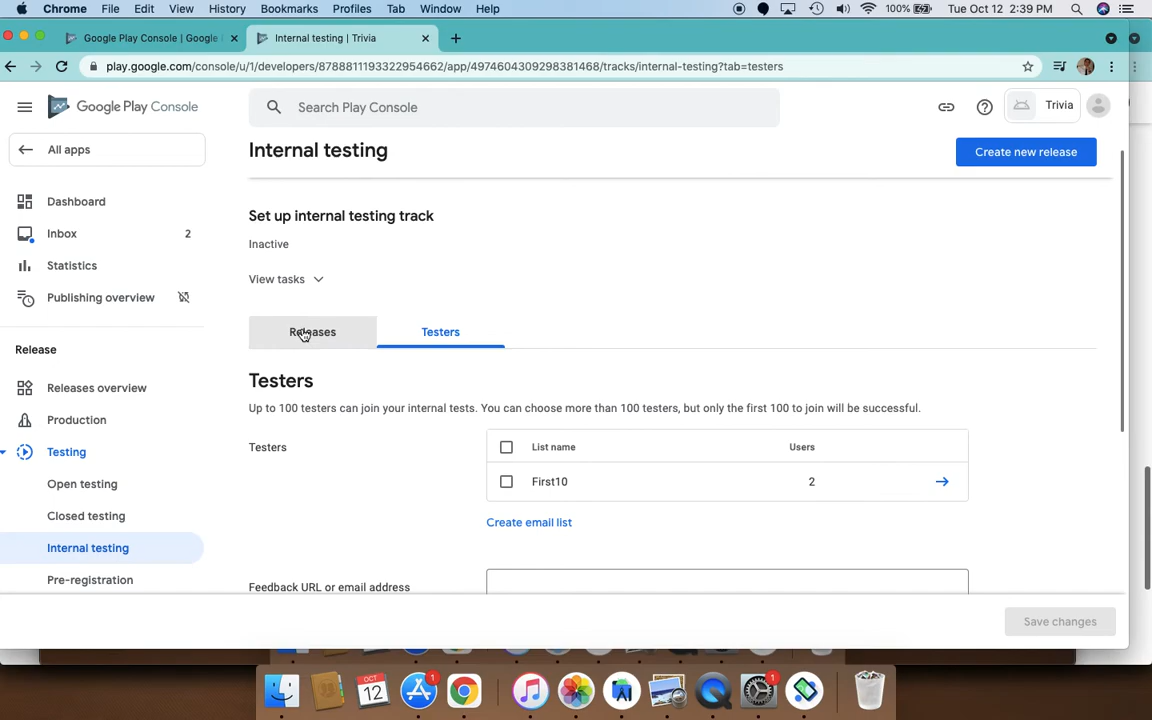 Chrome File Edit View History Bookmarks Profiles Tab Window Help 100% Tue Oct 12 2:39 PM
Google Play Console | Google Internal testing | Trivia
play.google.com/console/u/1/developers/8788811193322954662/app/4974604309298381468/tracks/internal-testing?tab=testers
Google Play Console
Search Play Console
Trivia
All apps
Internal testing
Create new release
Dashboard
Inbox 2
Statistics
Publishing overview
Release
Releases overview
Production
Testing
Open testing
Closed testing
Internal testing
Pre-registration
Set up internal testing track
Inactive
View tasks
Releases Testers
Testers
Up to 100 testers can join your internal tests. You can choose more than 100 testers, but only the first 100 to join will be successful.
Testers
List name Users
First10 2
Create email list
Feedback URL or email address
Save changes
OCT
12
1
1